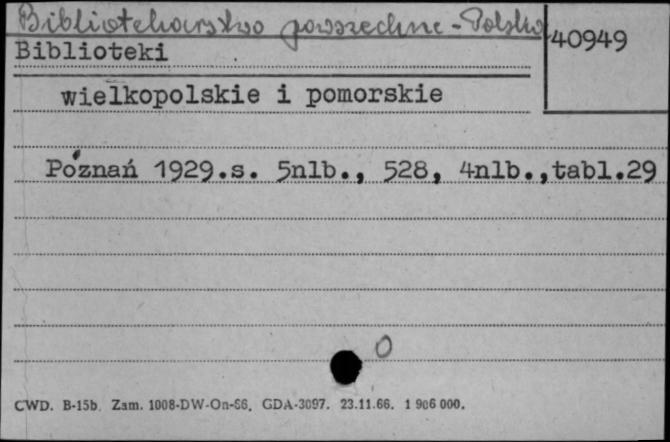 Bibliotekarstwo powszechne - Polska
40949
Biblioteki
wielkopolskie i pomorskie
Poznań 1929.s. 5nlb., 528, 4nlb.,tabl.29
0
CWD. B-15b. Zam. 1008-DW-On-66. GDA-3097. 23.11.66. 1 906 000.